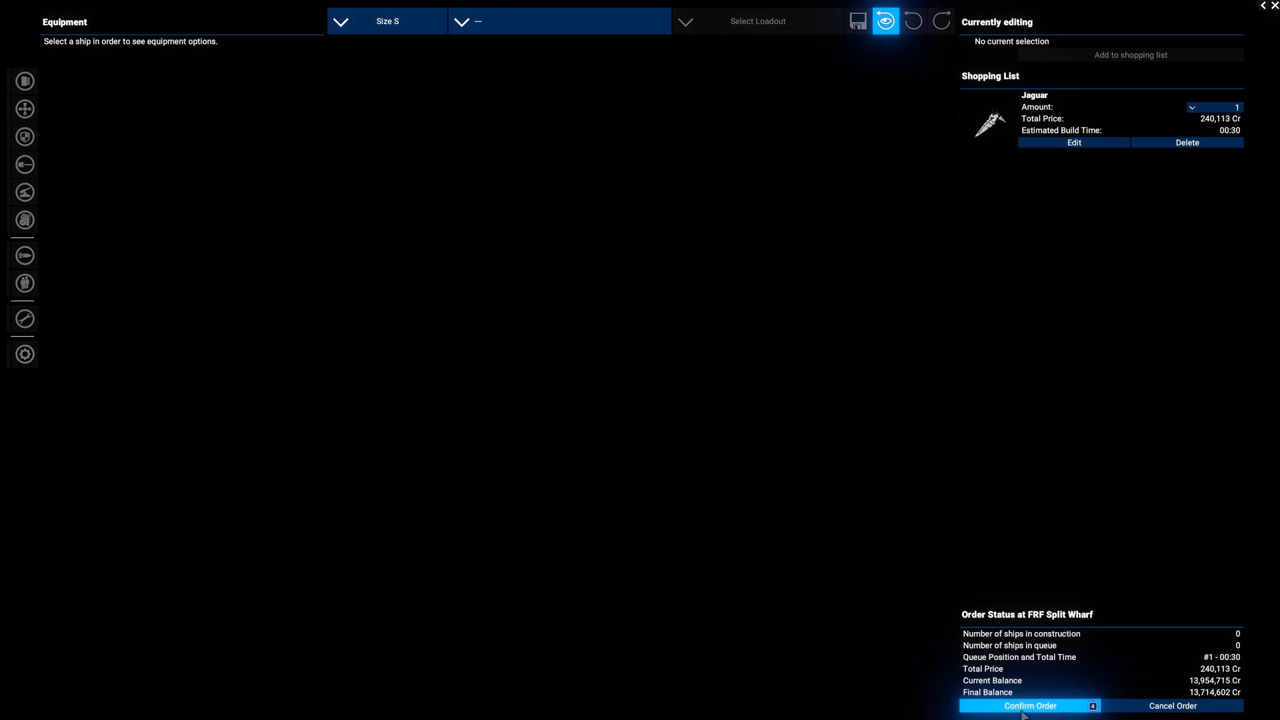 Equipment
Size S
—
Select Loadout
Select a ship in order to see equipment options.
Currently editing
No current selection
Add to shopping list
Shopping List
Jaguar
Amount: 1
Total Price: 240,113 Cr
Estimated Build Time: 00:30
Edit Delete
Order Status at FRF Split Wharf
Number of ships in construction 0
Number of ships in queue 0
Queue Position and Total Time #1 - 00:30
Total Price 240,113 Cr
Current Balance 13,954,715 Cr
Final Balance 13,714,602 Cr
Confirm Order Cancel Order